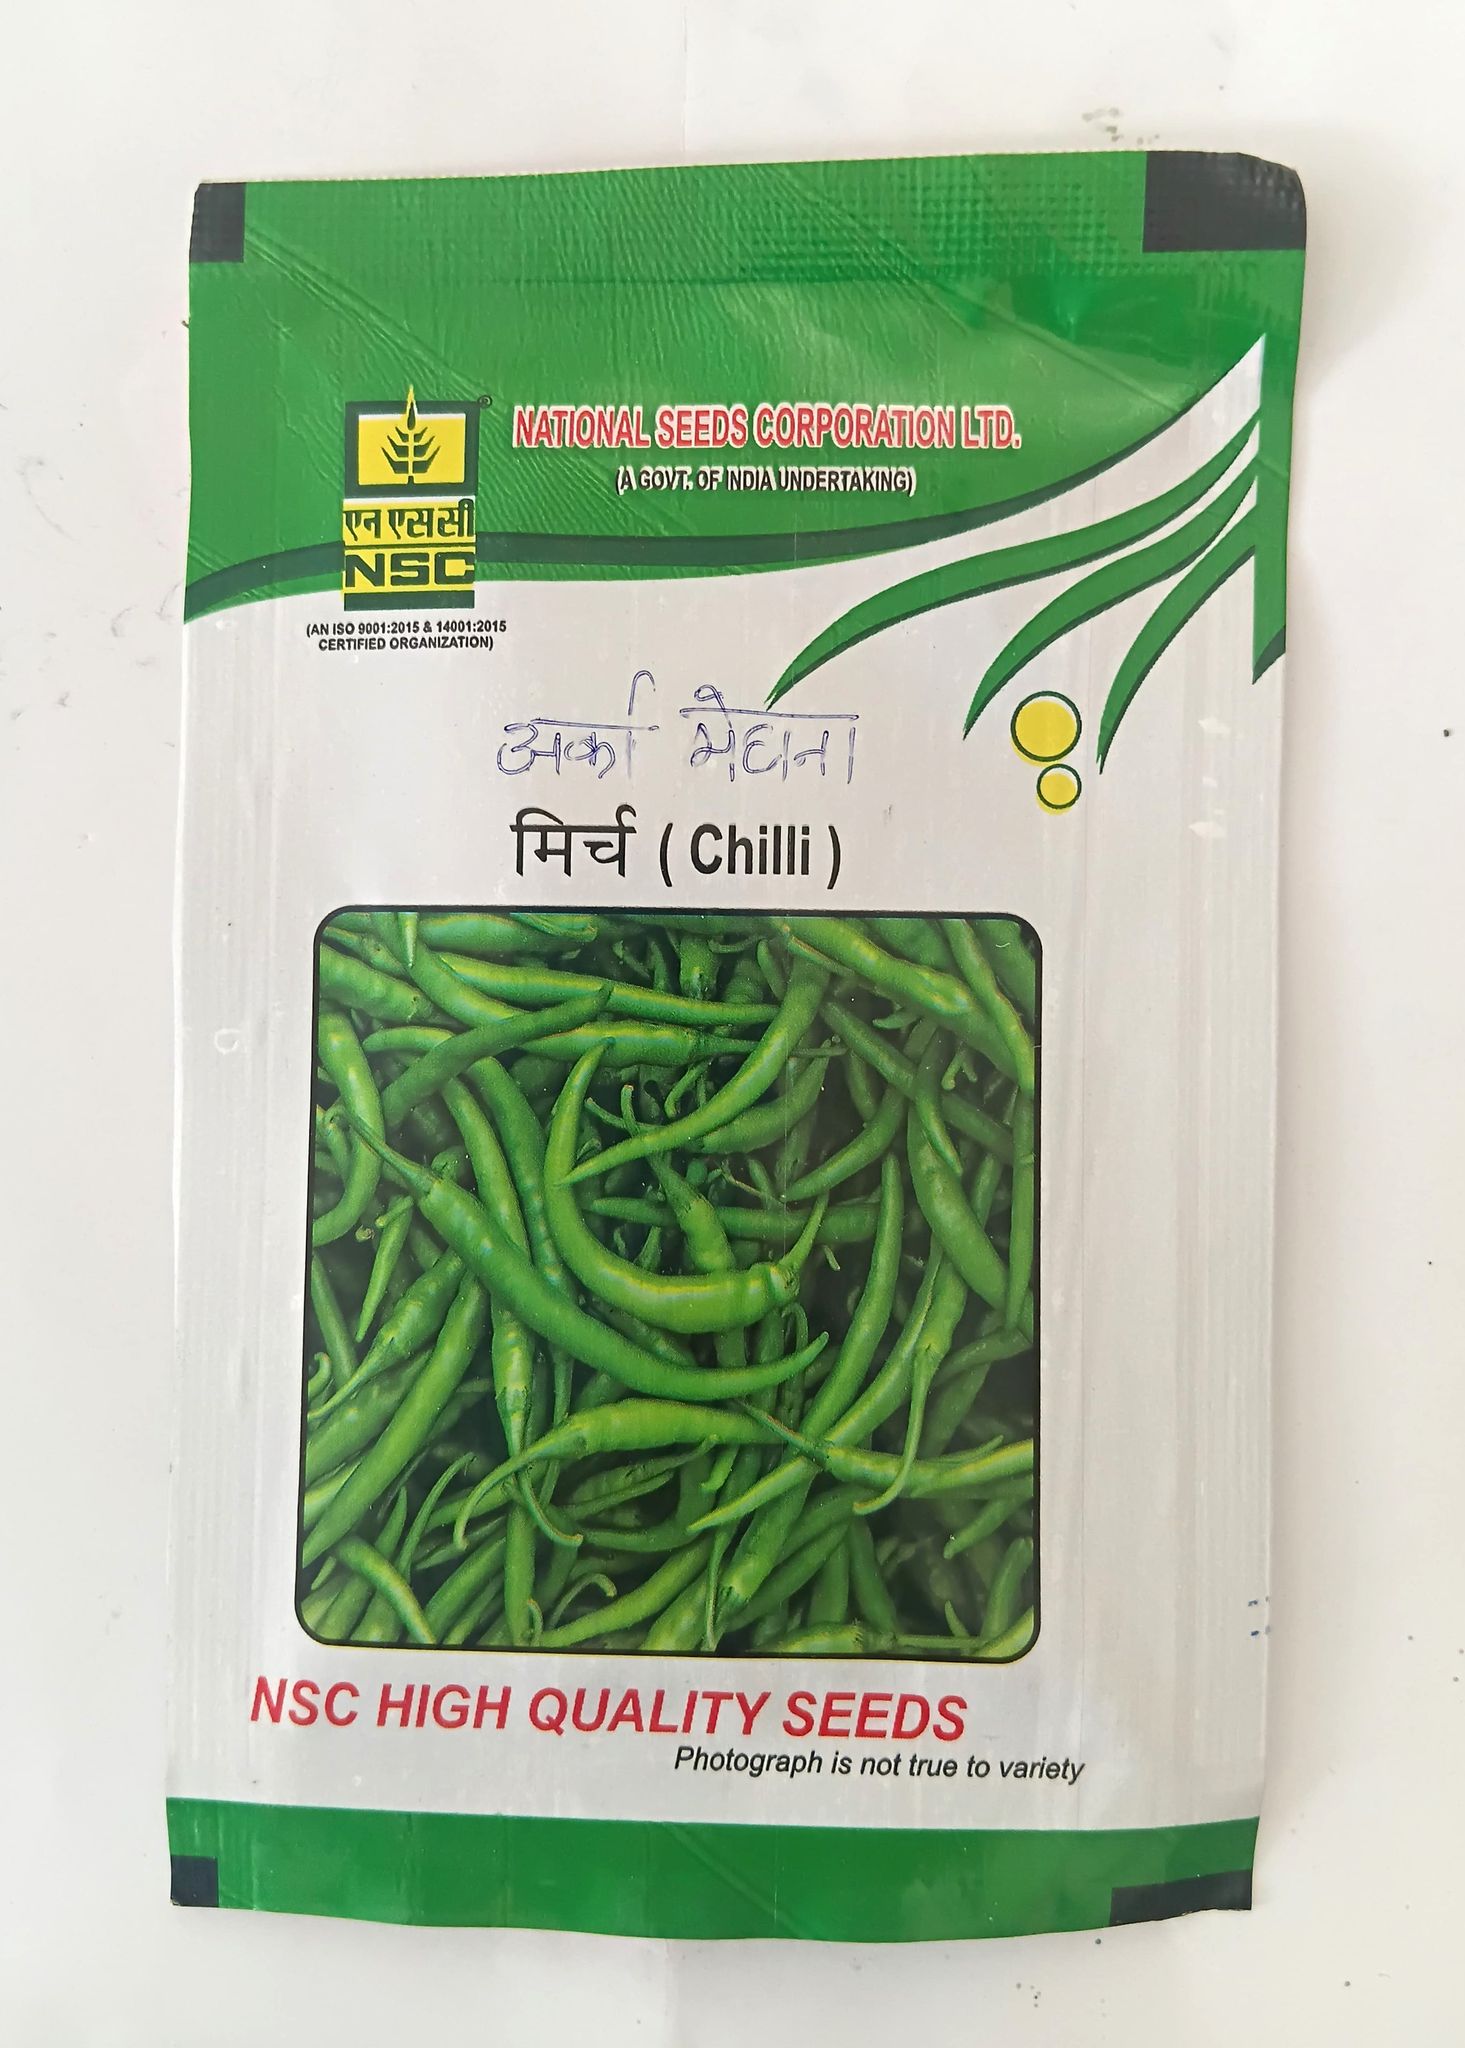 NATIONAL SEEDS CORPORATION LTD.
(A GOVT. OF INDIA UNDERTAKING)
एन एस सी
NSC
(AN ISO 9001:2015 & 14001:2015
CERTIFIED ORGANIZATION)
अर्का मेघना
मिर्च ( Chilli )
NSC HIGH QUALITY SEEDS
Photograph is not true to variety